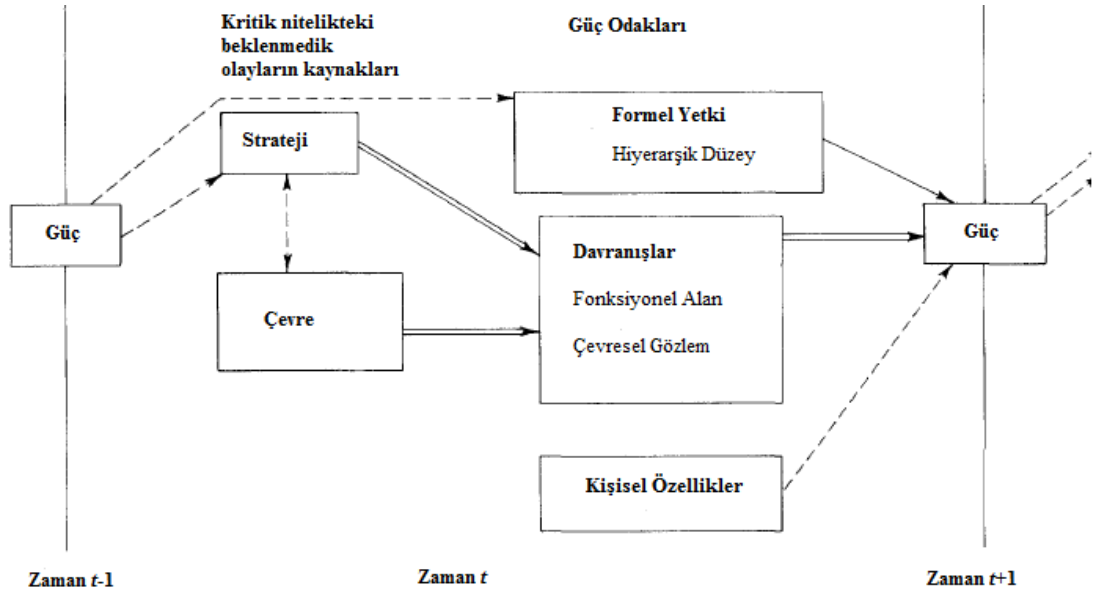 Kritik nitelikteki
beklenmedik
olayların kaynakları
Güç Odakları
Formel Yetki
Hiyerarşik Düzey
Strateji
Güç
Güç
Davranışlar
Fonksiyonel Alan
Çevresel Gözlem
Çevre
Kişisel Özellikler
Zaman t-1
Zaman t
Zaman t+1